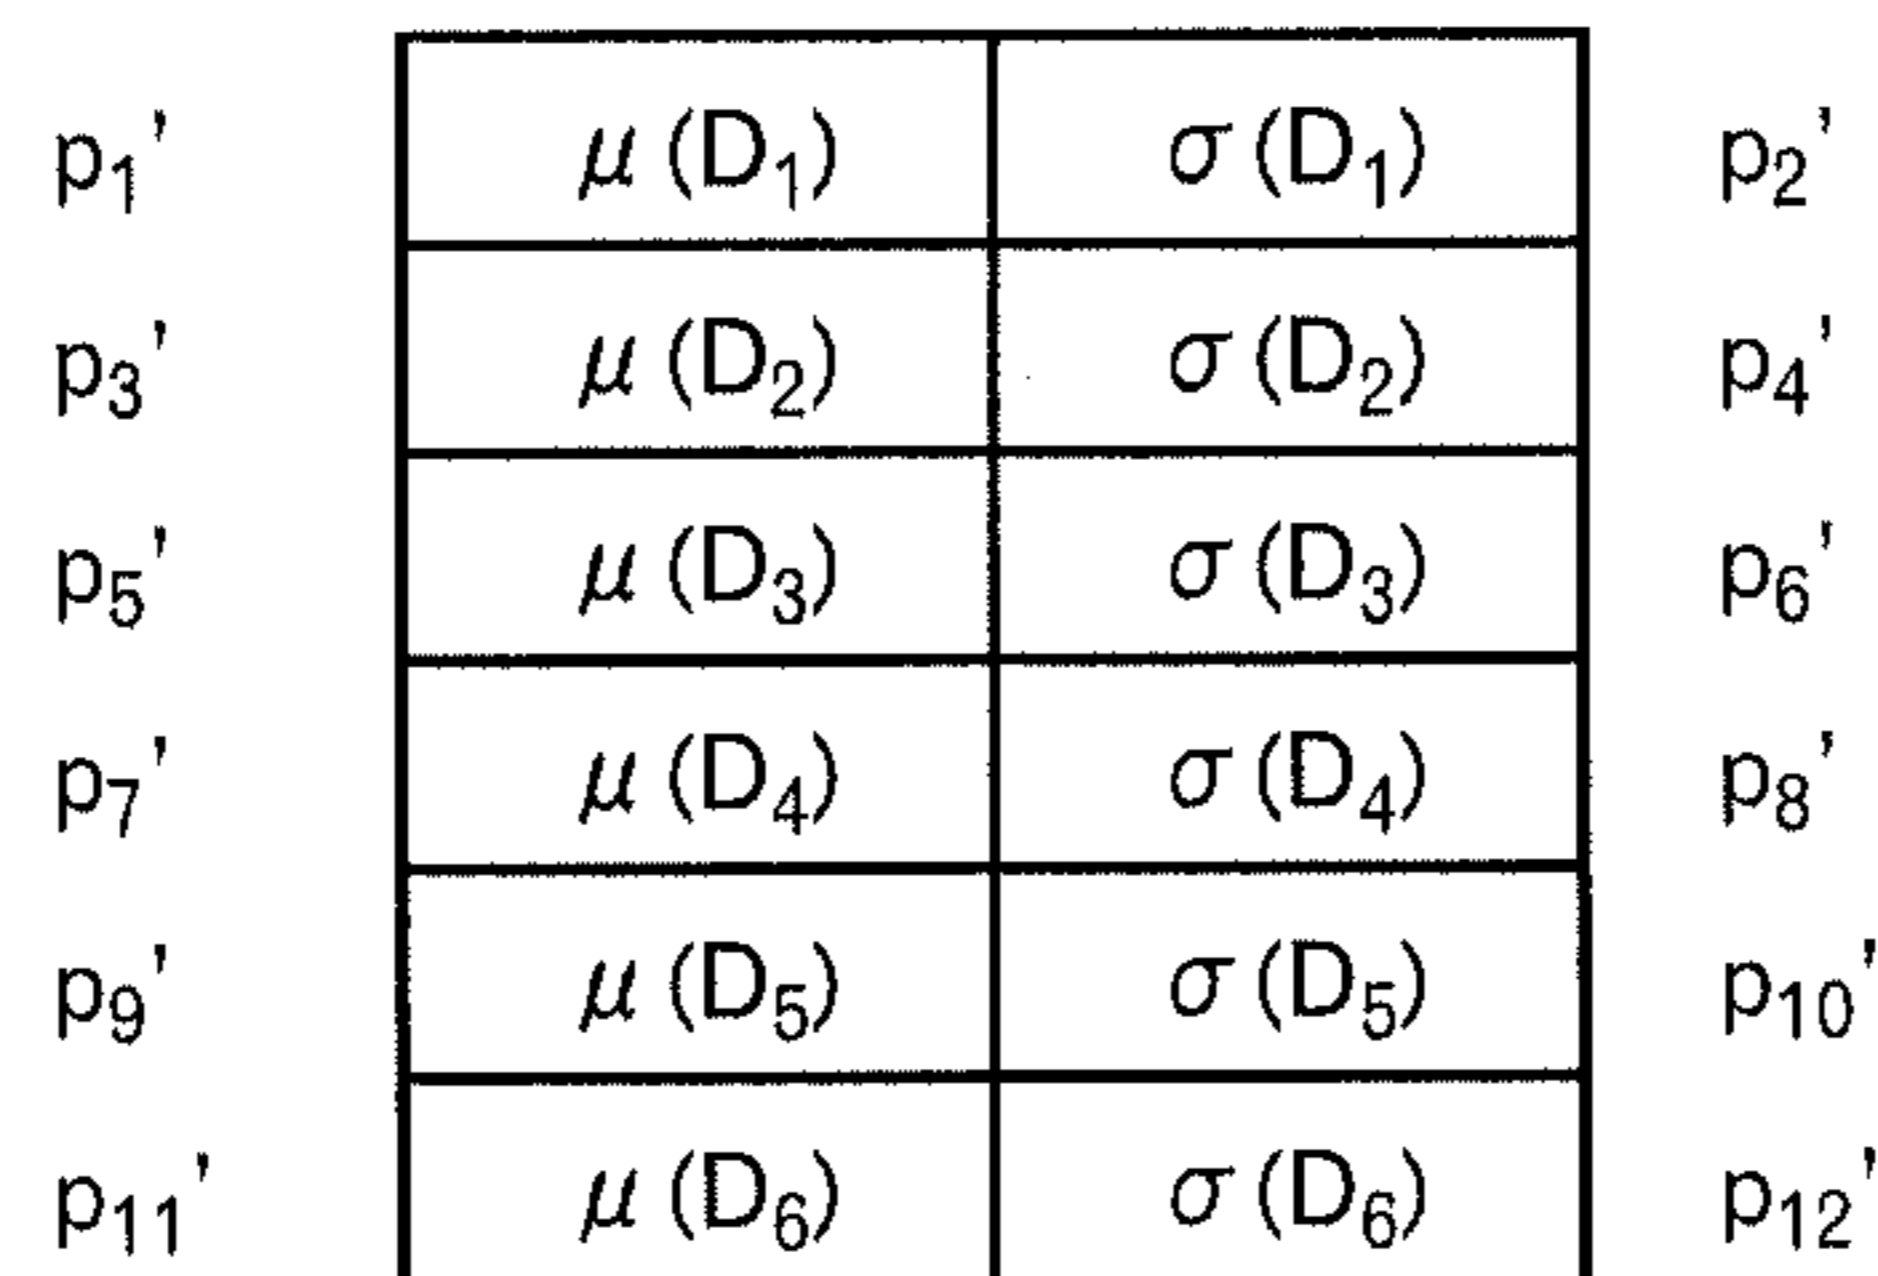 p₁’ μ (D₁) σ (D₁) p₂’
p₃’ μ (D₂) σ (D₂) p₄’
p₅’ μ (D₃) σ (D₃) p₆’
p₇’ μ (D₄) σ (D₄) p₈’
p₉’ μ (D₅) σ (D₅) p₁₀’
p₁₁’ μ (D₆) σ (D₆) p₁₂’